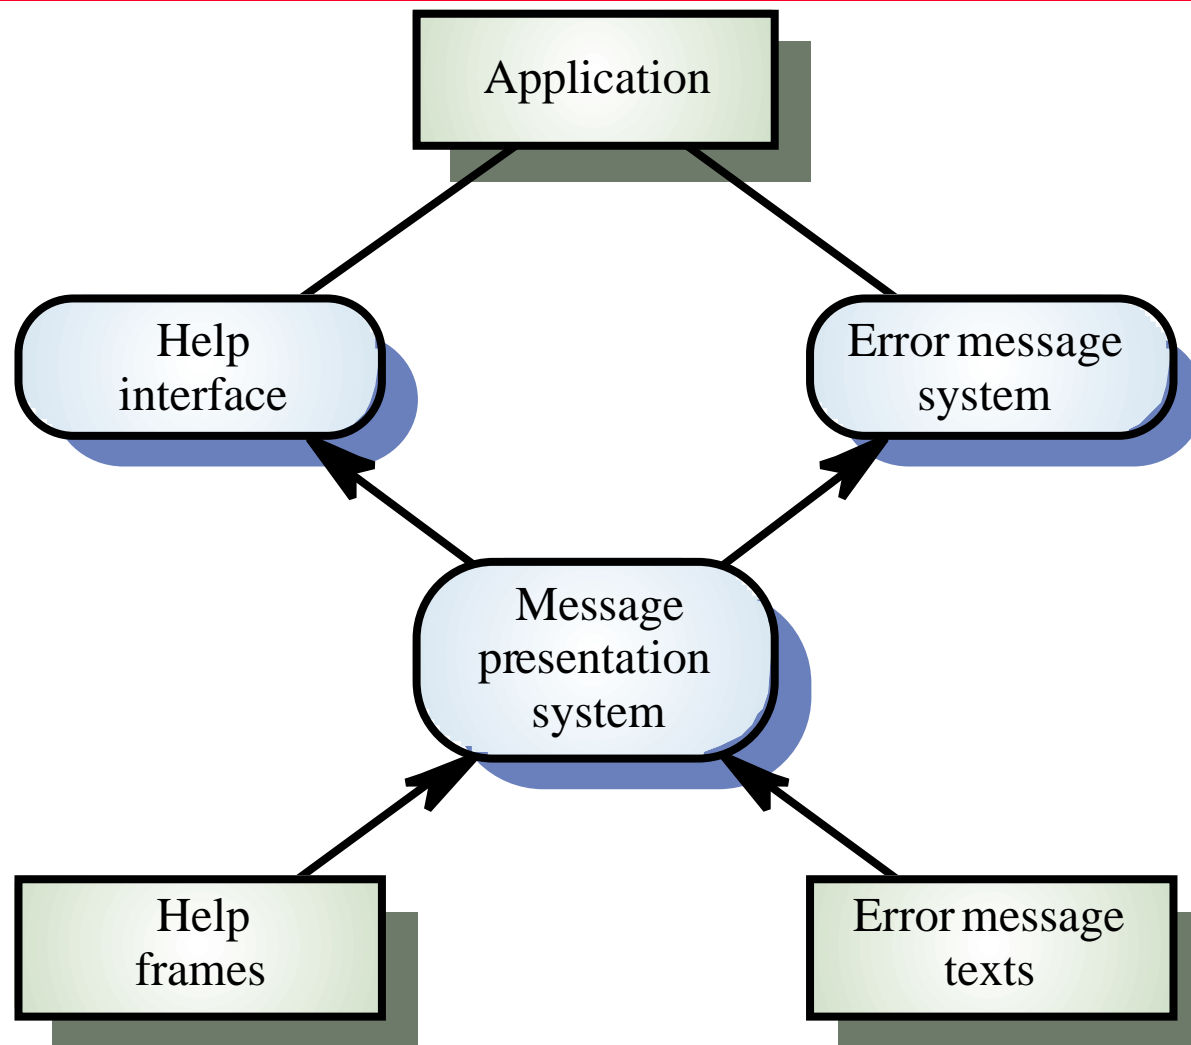 Application
Help
interface
Error message
system
Message
presentation
system
Help
frames
Error message
texts